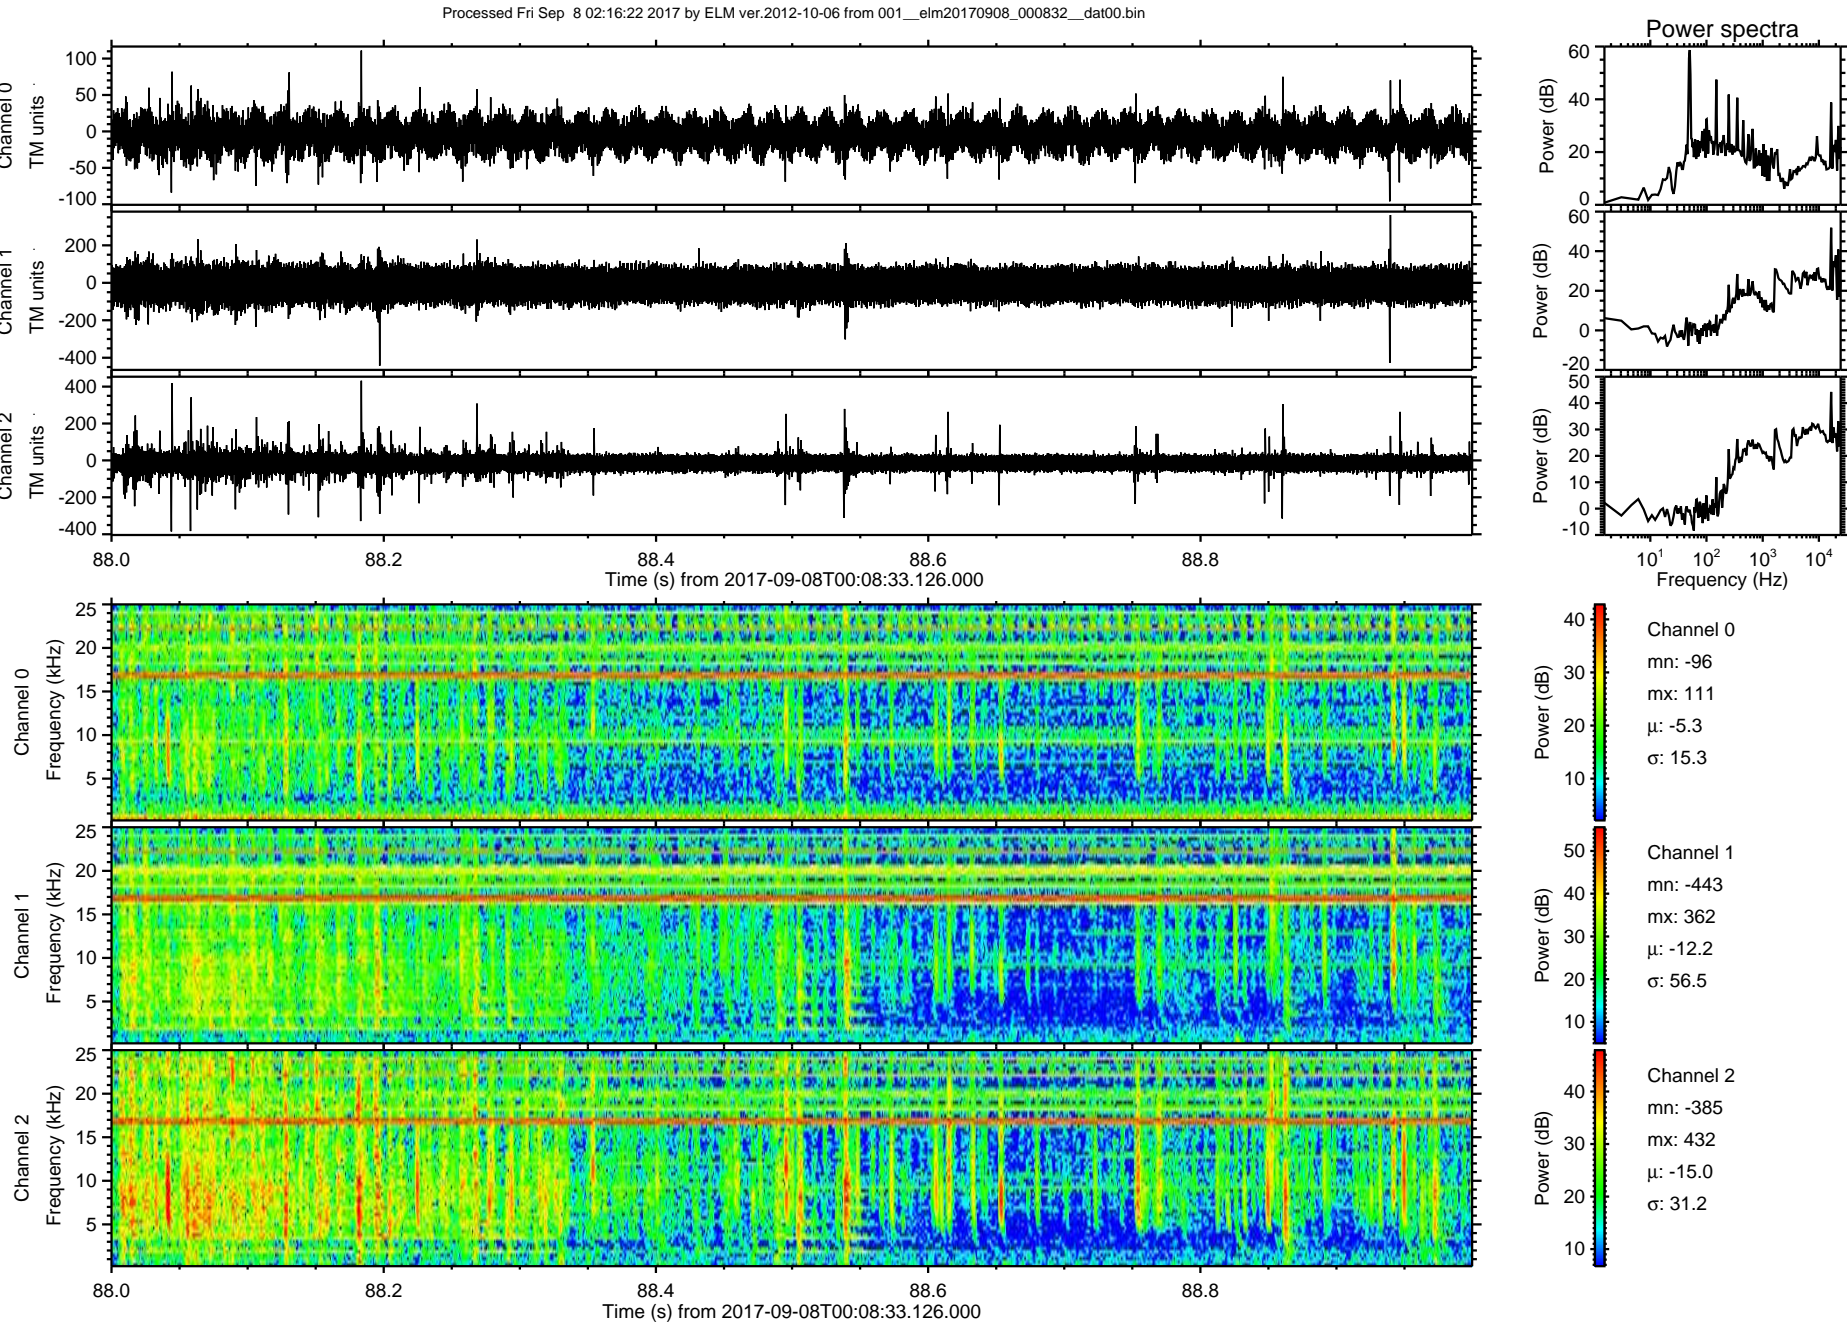 Processed Fri Sep  8 02:16:22 2017 by ELM ver.2012-10-06 from 001__elm20170908_000832__dat00.bin
Power spectra
Channel 0
TM units
100
50
0
-50
-100
Power (dB)
60
40
20
0
Channel 1
TM units
200
0
-200
-400
Power (dB)
60
40
20
0
-20
Channel 2
TM units
400
200
0
-200
-400
Power (dB)
50
40
30
20
10
0
-10
88.0 88.2 88.4 88.6 88.8
Time (s) from 2017-09-08T00:08:33.126.000
10^1 10^2 10^3 10^4
Frequency (Hz)
Channel 0
Frequency (kHz)
25
20
15
10
5
Power (dB)
40
30
20
10
Channel 0
mn: -96
mx: 111
μ: -5.3
σ: 15.3
Channel 1
Frequency (kHz)
25
20
15
10
5
Power (dB)
50
40
30
20
10
Channel 1
mn: -443
mx: 362
μ: -12.2
σ: 56.5
Channel 2
Frequency (kHz)
25
20
15
10
5
Power (dB)
40
30
20
10
Channel 2
mn: -385
mx: 432
μ: -15.0
σ: 31.2
88.0 88.2 88.4 88.6 88.8
Time (s) from 2017-09-08T00:08:33.126.000